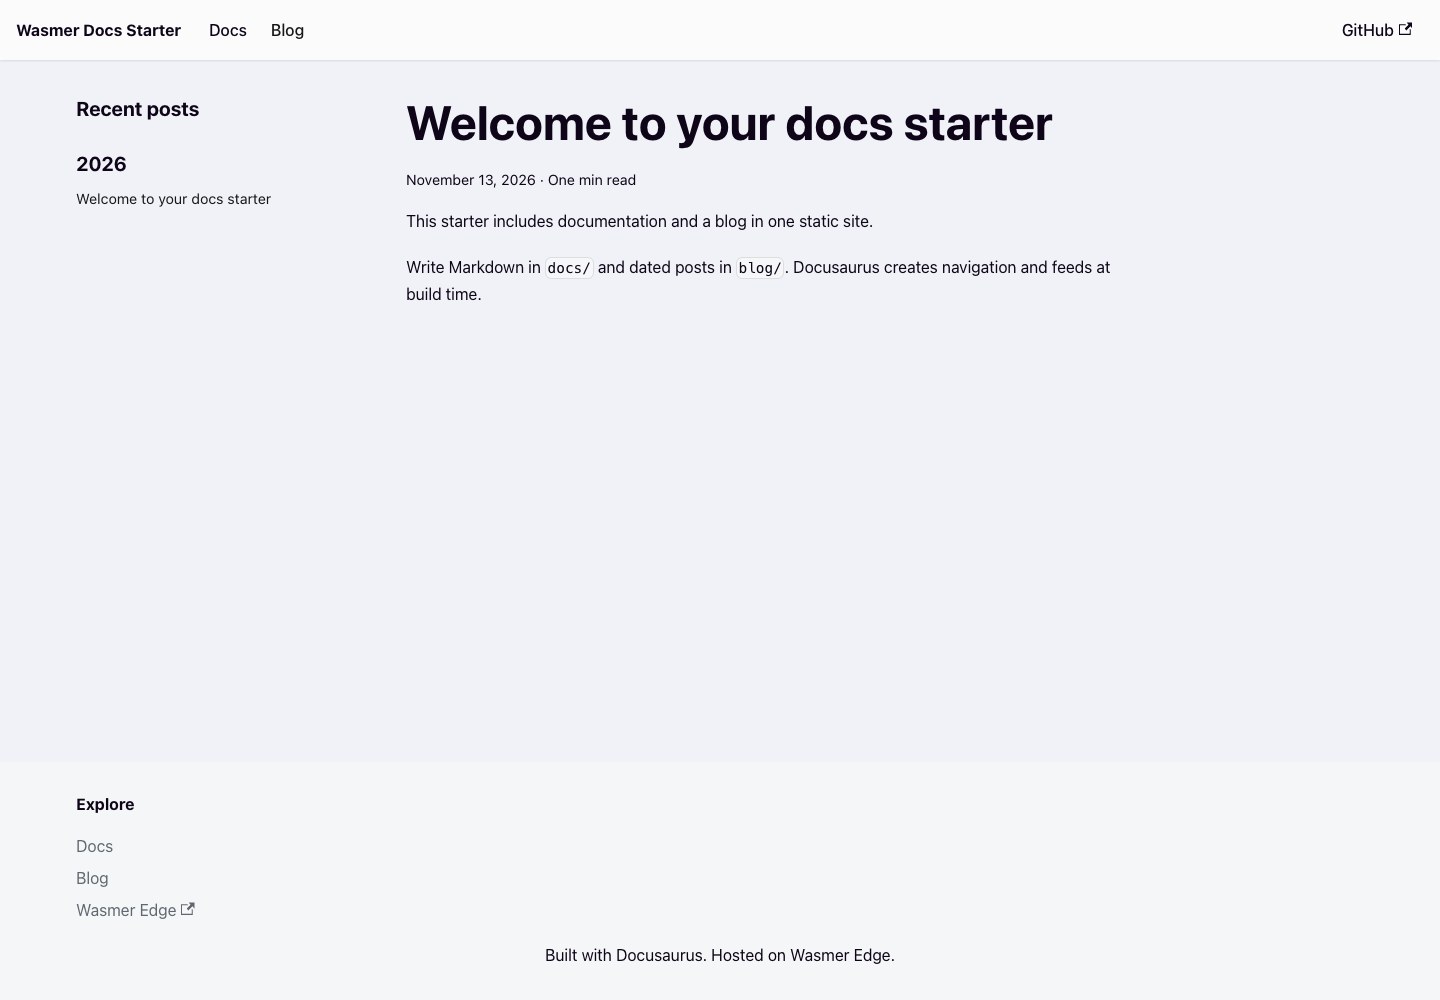 Wasmer Docs Starter Docs Blog GitHub
Recent posts
2026
Welcome to your docs starter
Welcome to your docs starter
November 13, 2026 · One min read
This starter includes documentation and a blog in one static site.
Write Markdown in docs/ and dated posts in blog/. Docusaurus creates navigation and feeds at
build time.
Explore
Docs
Blog
Wasmer Edge
Built with Docusaurus. Hosted on Wasmer Edge.